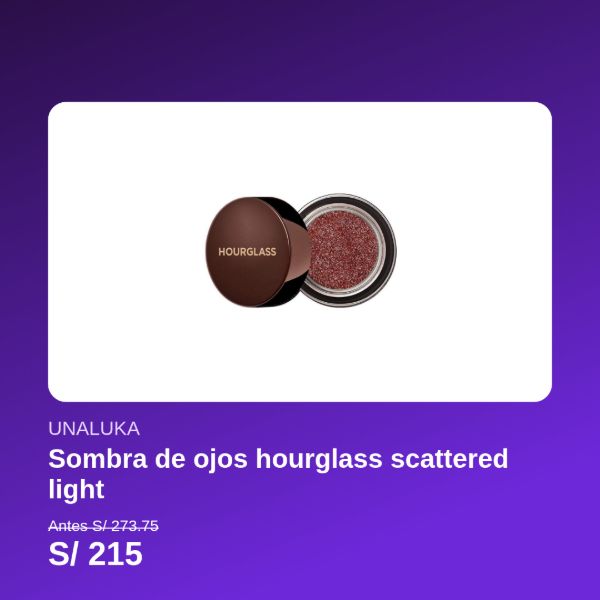 HOURGLASS
UNALUKA
Sombra de ojos hourglass scattered
light
Antes S/ 273.75
S/ 215